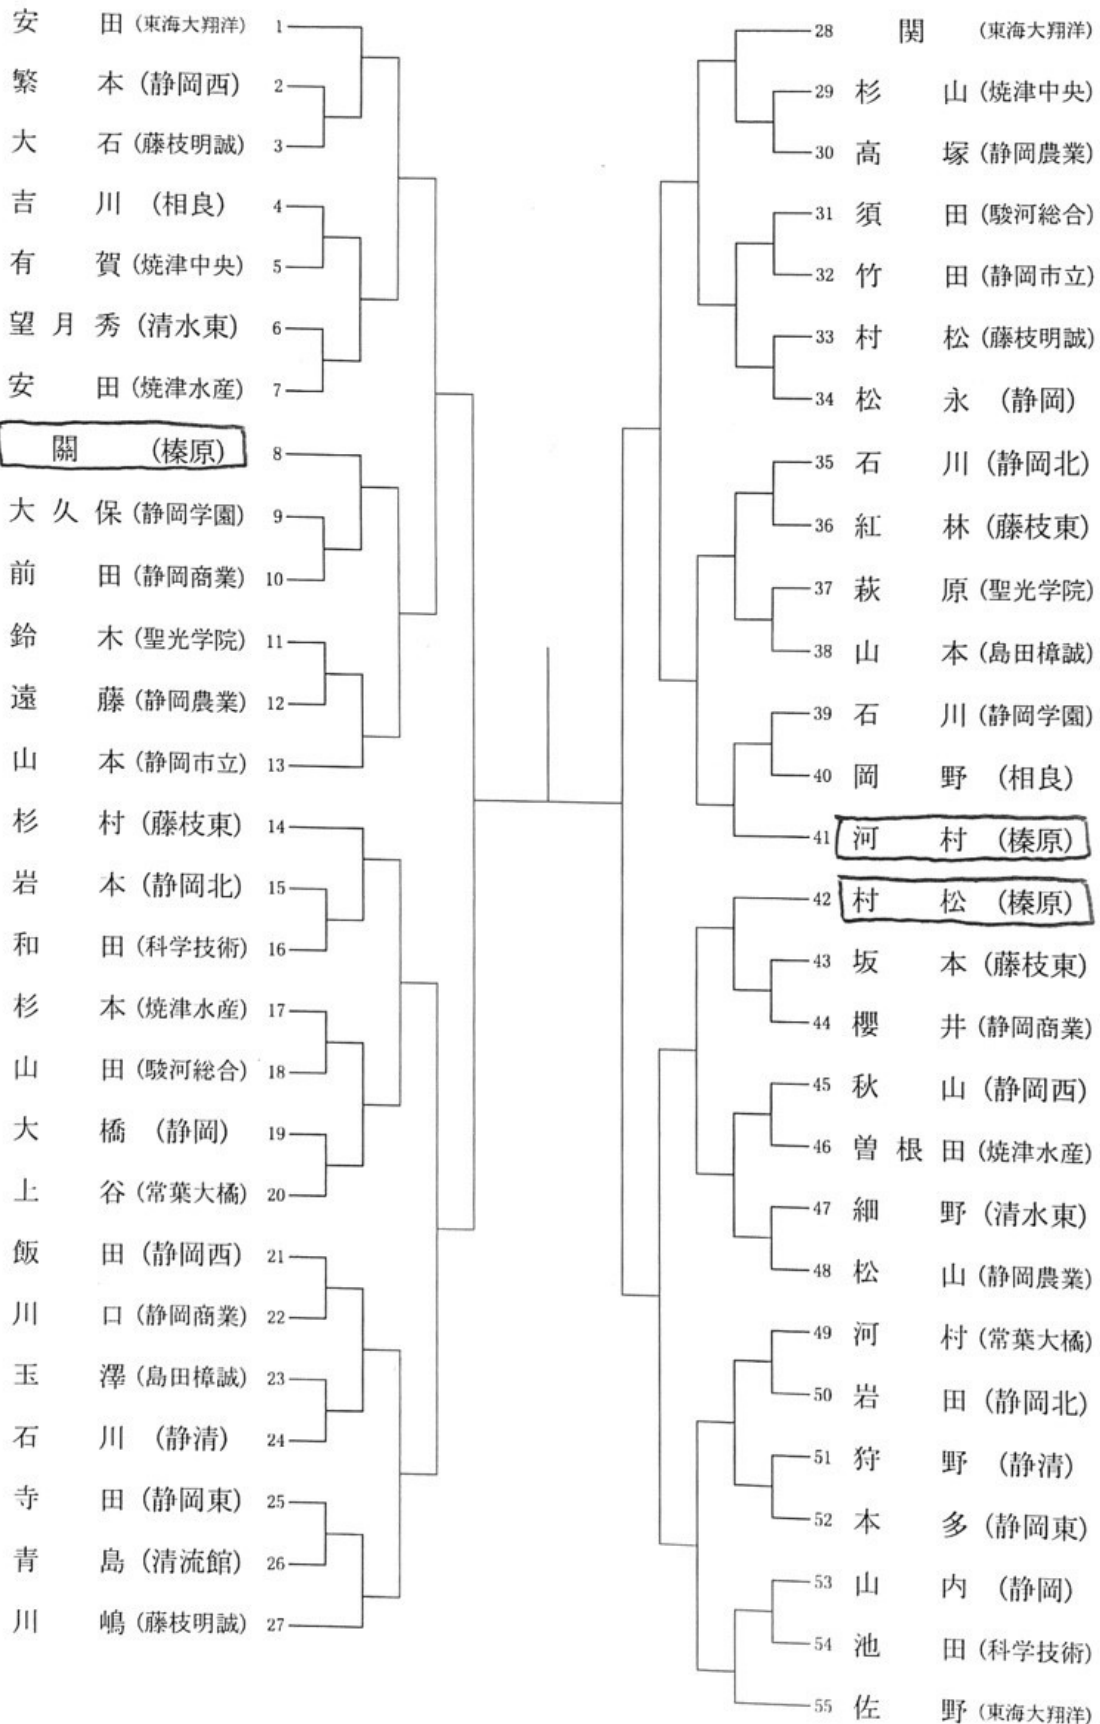 安田(東海大翔洋) 1
繁本(静岡西) 2
大石(藤枝明誠) 3
吉川(相良) 4
有賀(焼津中央) 5
望月秀(清水東) 6
安田(焼津水産) 7
關(榛原) 8
大久保(静岡学園) 9
前田(静岡商業) 10
鈴木(聖光学院) 11
遠藤(静岡農業) 12
山本(静岡市立) 13
杉村(藤枝東) 14
岩本(静岡北) 15
和田(科学技術) 16
杉本(焼津水産) 17
山田(駿河総合) 18
大橋(静岡) 19
上谷(常葉大橘) 20
飯田(静岡西) 21
川口(静岡商業) 22
玉澤(島田樟誠) 23
石川(静清) 24
寺田(静岡東) 25
青島(清流館) 26
川嶋(藤枝明誠) 27
28 関(東海大翔洋)
29 杉山(焼津中央)
30 高塚(静岡農業)
31 須田(駿河総合)
32 竹田(静岡市立)
33 村松(藤枝明誠)
34 松永(静岡)
35 石川(静岡北)
36 紅林(藤枝東)
37 萩原(聖光学院)
38 山本(島田樟誠)
39 石川(静岡学園)
40 岡野(相良)
41 河村(榛原)
42 村松(榛原)
43 坂本(藤枝東)
44 櫻井(静岡商業)
45 秋山(静岡西)
46 曽根田(焼津水産)
47 細野(清水東)
48 松山(静岡農業)
49 河村(常葉大橘)
50 岩田(静岡北)
51 狩野(静清)
52 本多(静岡東)
53 山内(静岡)
54 池田(科学技術)
55 佐野(東海大翔洋)